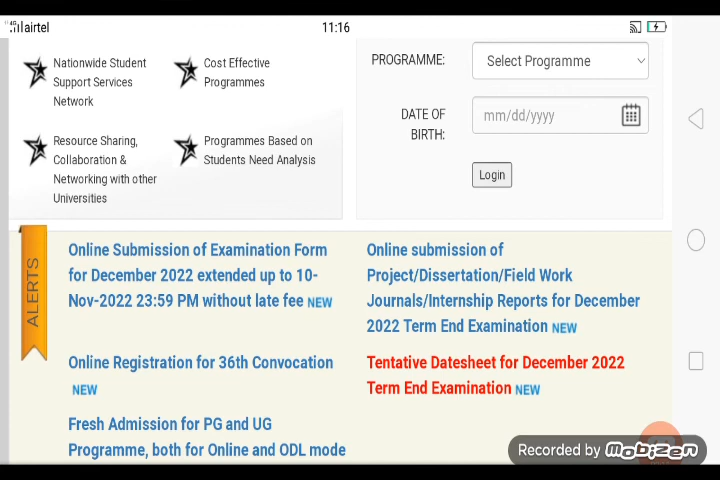 4G airtel
11:16
Nationwide Student
Support Services
Network
Cost Effective
Programmes
Resource Sharing,
Collaboration &
Networking with other
Universities
Programmes Based on
Students Need Analysis
PROGRAMME:
Select Programme
DATE OF
BIRTH:
mm/dd/yyyy
Login
ALERTS
Online Submission of Examination Form
for December 2022 extended up to 10-
Nov-2022 23:59 PM without late fee NEW
Online Registration for 36th Convocation
NEW
Fresh Admission for PG and UG
Programme, both for Online and ODL mode
Online submission of
Project/Dissertation/Field Work
Journals/Internship Reports for December
2022 Term End Examination NEW
Tentative Datesheet for December 2022
Term End Examination NEW
Recorded by Mobizen